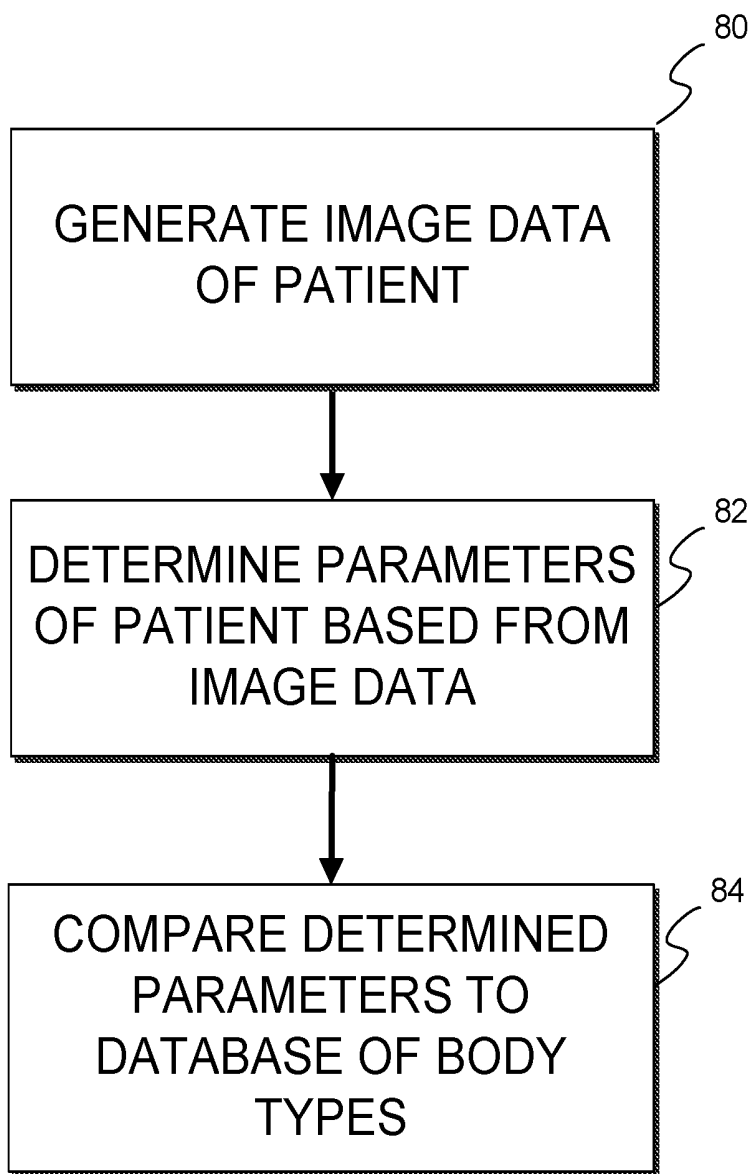 80
GENERATE IMAGE DATA
OF PATIENT
82
DETERMINE PARAMETERS
OF PATIENT BASED FROM
IMAGE DATA
84
COMPARE DETERMINED
PARAMETERS TO
DATABASE OF BODY
TYPES